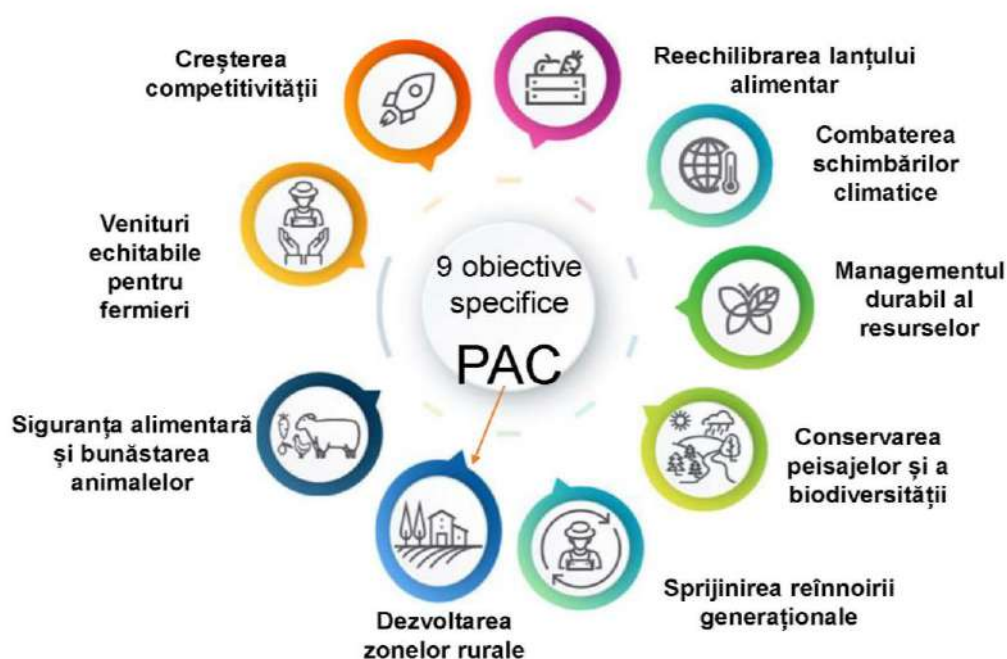 Creșterea
competitivității
Reechilibrarea lanțului
alimentar
Combaterea
schimbărilor
climatice
Managementul
durabil al
resurselor
Conservarea
peisajelor și a
biodiversității
Sprijinirea reînnoirii
generaționale
Dezvoltarea
zonelor rurale
Siguranța alimentară
și bunăstarea
animalelor
Venituri
echitabile
pentru
fermieri
9 obiective
specifice
PAC